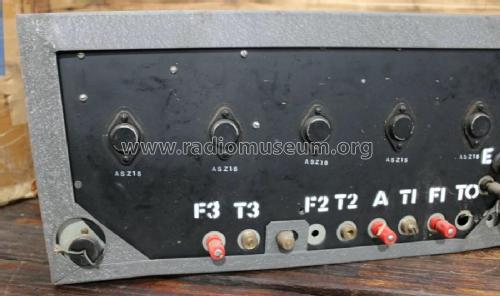 www.radiomuseum.org
ASZ18 ASZ18 ASZ18 ASZ18 ASZ18
F3 T3 F2 T2 A T1 F1 TO E